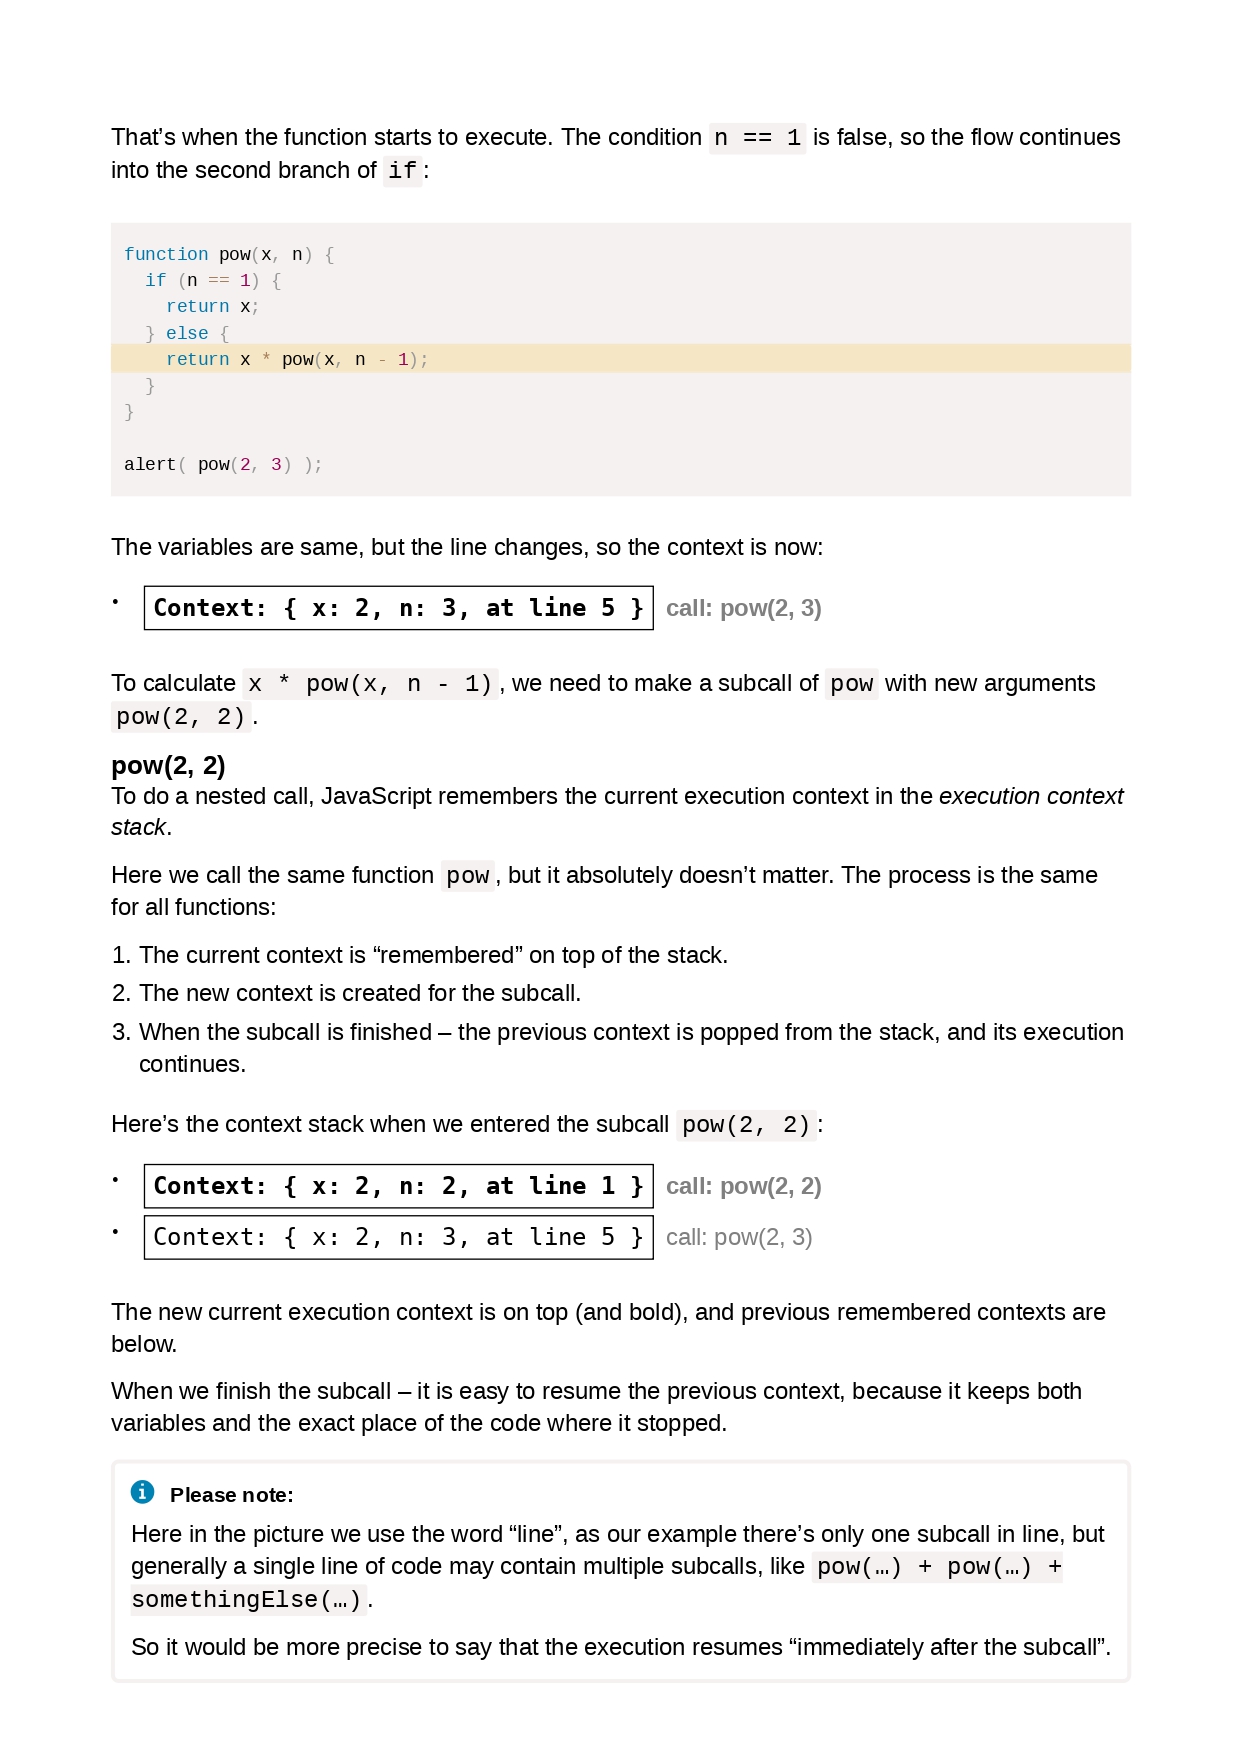 That’s when the function starts to execute. The condition n == 1 is false, so the flow continues
into the second branch of if:
function pow(x, n) {
  if (n == 1) {
    return x;
  } else {
    return x * pow(x, n - 1);
  }
}
alert( pow(2, 3) );
The variables are same, but the line changes, so the context is now:
• Context: { x: 2, n: 3, at line 5 } call: pow(2, 3)
To calculate x * pow(x, n - 1), we need to make a subcall of pow with new arguments
pow(2, 2).
pow(2, 2)
To do a nested call, JavaScript remembers the current execution context in the execution context
stack.
Here we call the same function pow, but it absolutely doesn’t matter. The process is the same
for all functions:
1. The current context is “remembered” on top of the stack.
2. The new context is created for the subcall.
3. When the subcall is finished – the previous context is popped from the stack, and its execution
continues.
Here’s the context stack when we entered the subcall pow(2, 2):
• Context: { x: 2, n: 2, at line 1 } call: pow(2, 2)
• Context: { x: 2, n: 3, at line 5 } call: pow(2, 3)
The new current execution context is on top (and bold), and previous remembered contexts are
below.
When we finish the subcall – it is easy to resume the previous context, because it keeps both
variables and the exact place of the code where it stopped.
Please note:
Here in the picture we use the word “line”, as our example there’s only one subcall in line, but
generally a single line of code may contain multiple subcalls, like pow(…) + pow(…) +
somethingElse(…).
So it would be more precise to say that the execution resumes “immediately after the subcall”.